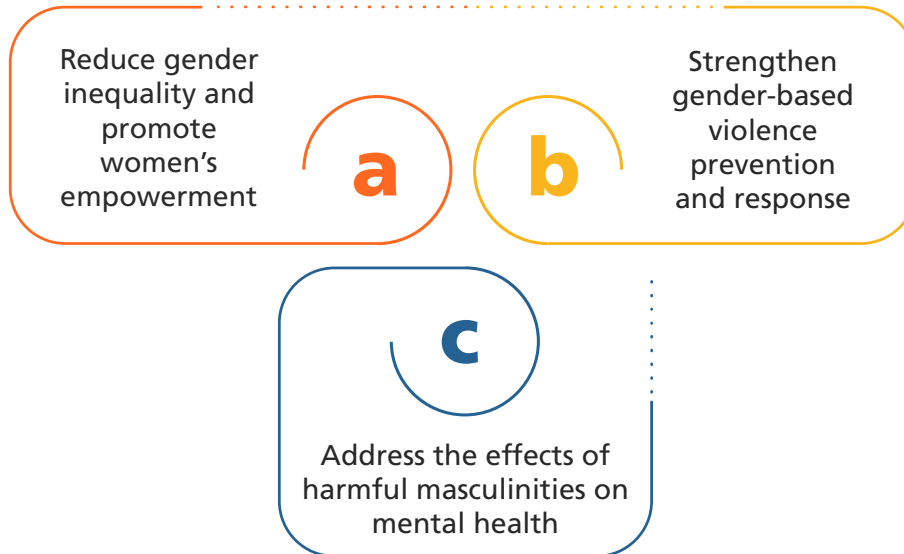 Reduce gender
inequality and
promote
women's
empowerment
a
b
Strengthen
gender-based
violence
prevention
and response
c
Address the effects of
harmful masculinities on
mental health